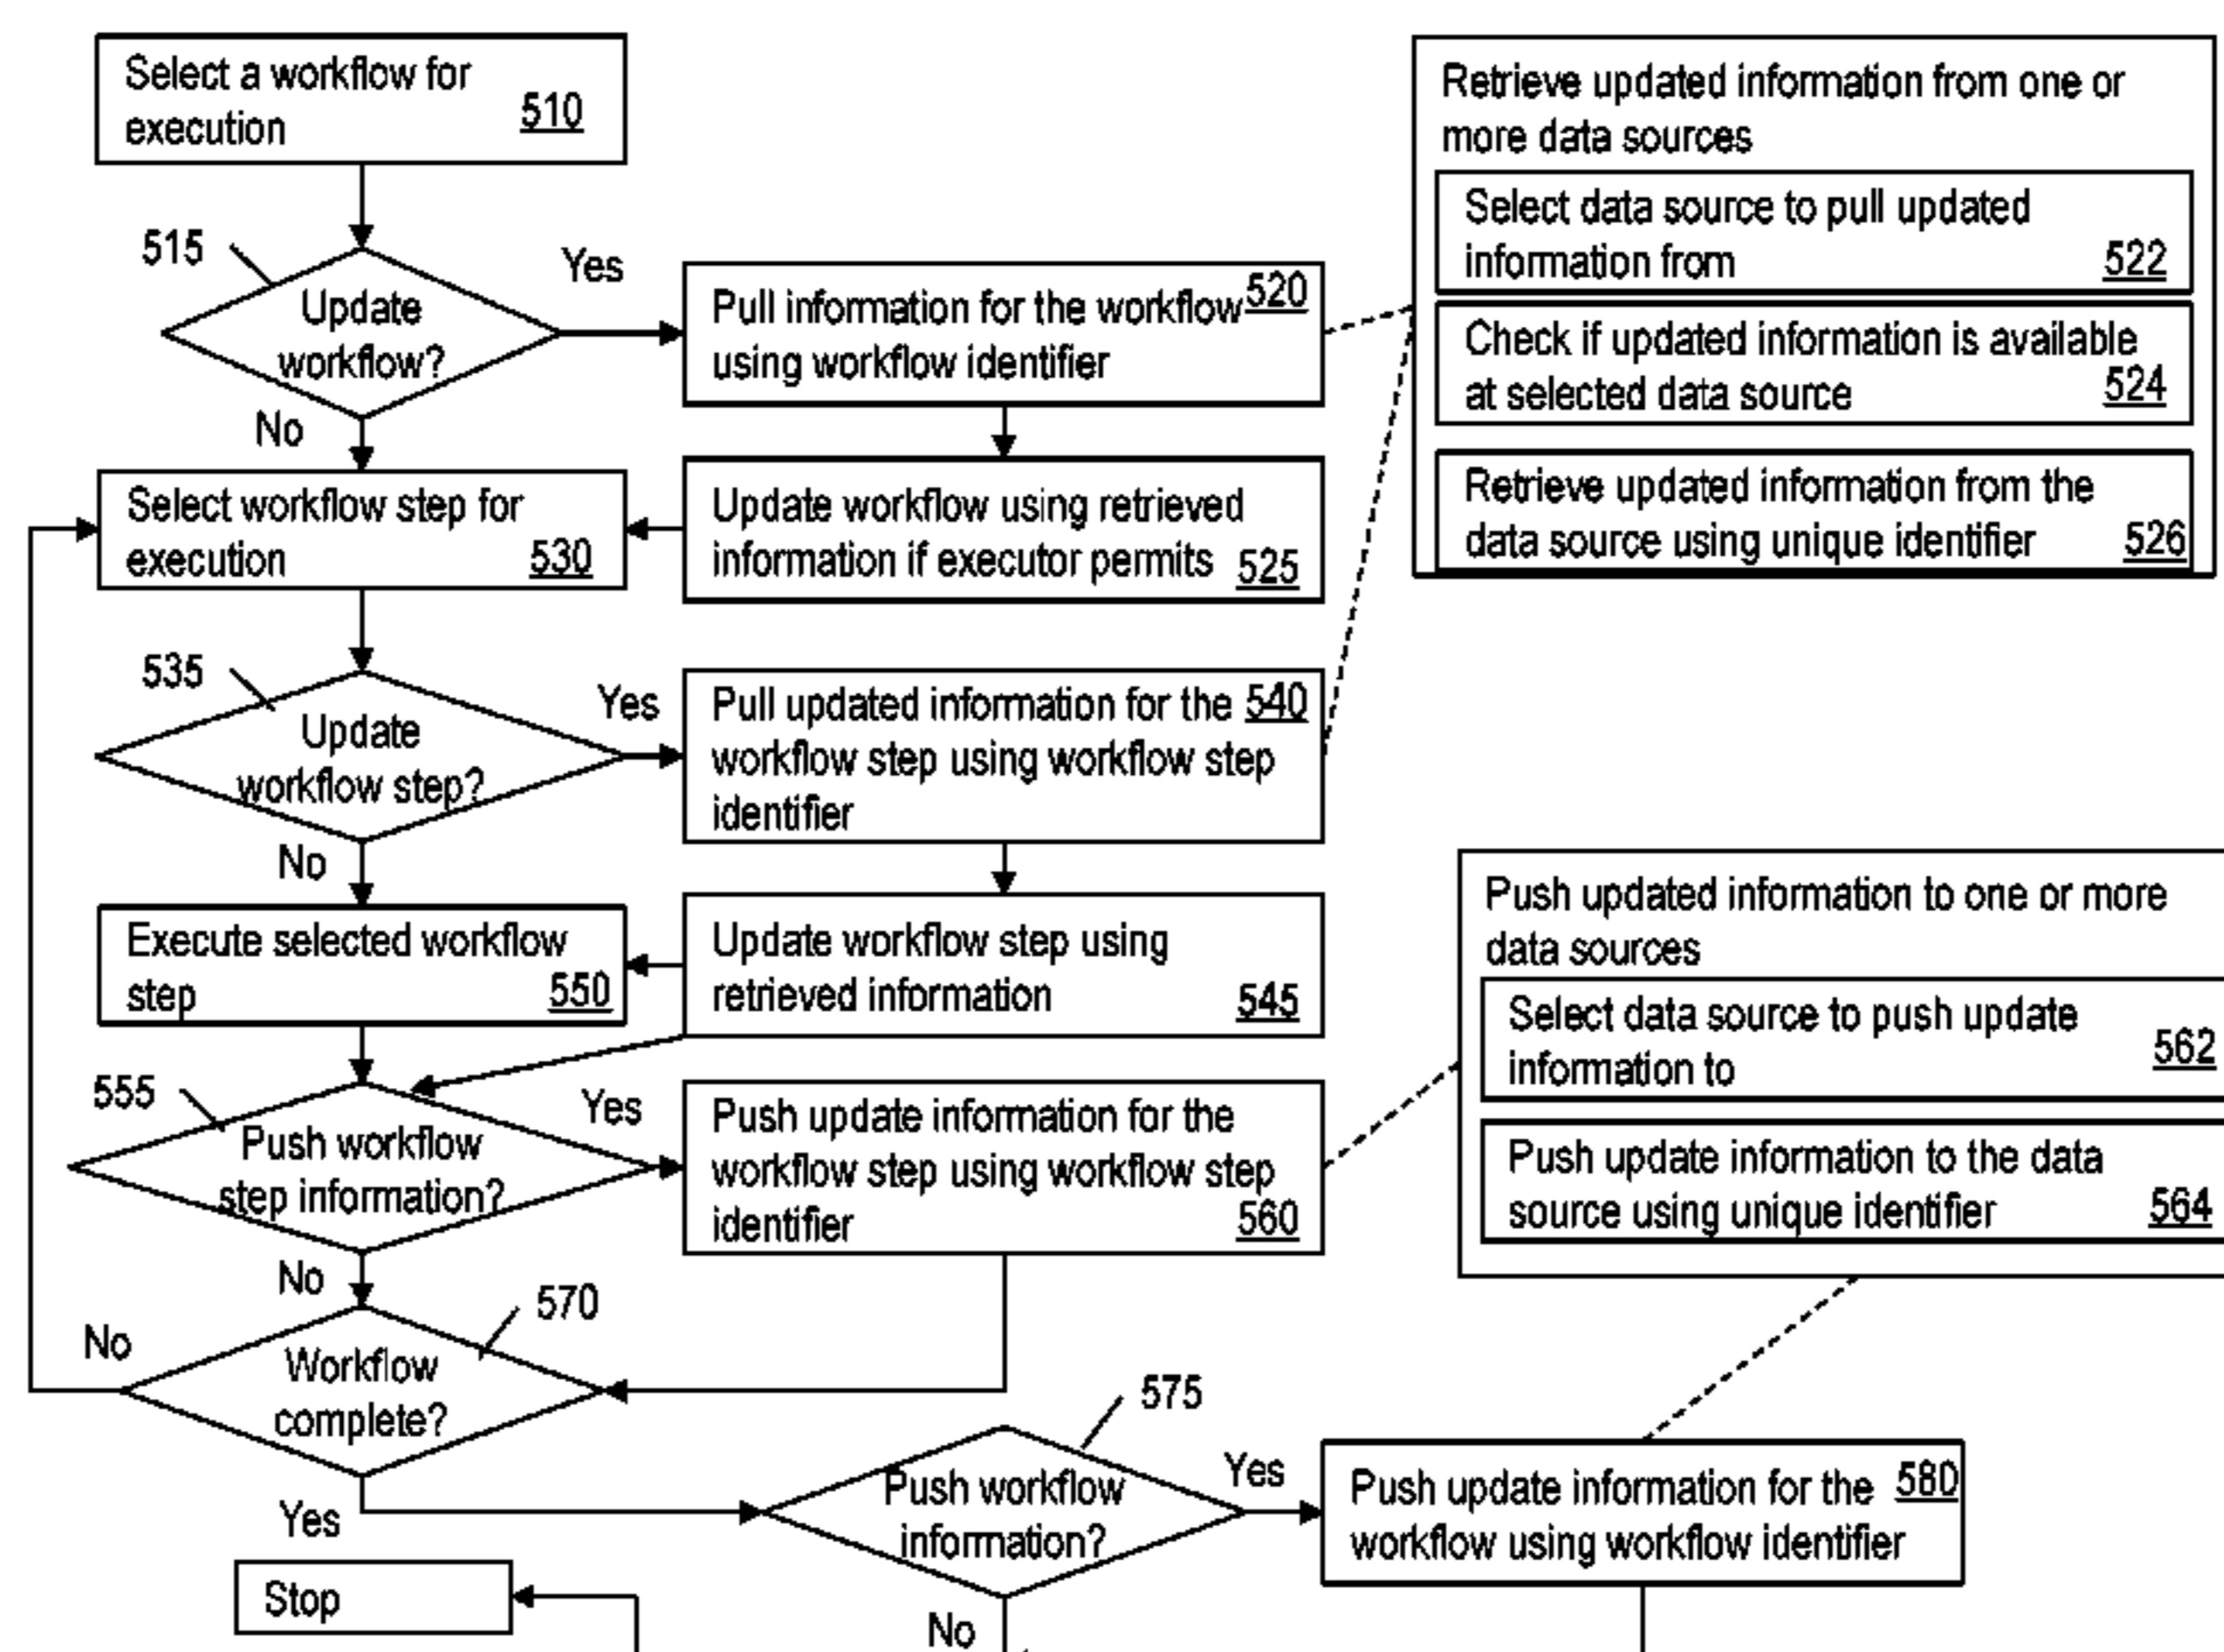 Select a workflow for
execution 510
515
Update
workflow?
Yes
No
Pull information for the workflow 520
using workflow identifier
Update workflow using retrieved
information if executor permits 525
Retrieve updated information from one or
more data sources
Select data source to pull updated
information from 522
Check if updated information is available
at selected data source 524
Retrieve updated information from the
data source using unique identifier 526
Select workflow step for
execution 530
535
Update
workflow step?
Yes
No
Pull updated information for the 540
workflow step using workflow step
identifier
Update workflow step using
retrieved information 545
Execute selected workflow
step 550
555
Push workflow
step information?
Yes
No
Push update information for the
workflow step using workflow step
identifier 560
Push updated information to one or more
data sources
Select data source to push update
information to 562
Push update information to the data
source using unique identifier 564
570
Workflow
complete?
No
Yes
575
Push workflow
information?
Yes
No
Push update information for the 580
workflow using workflow identifier
Stop